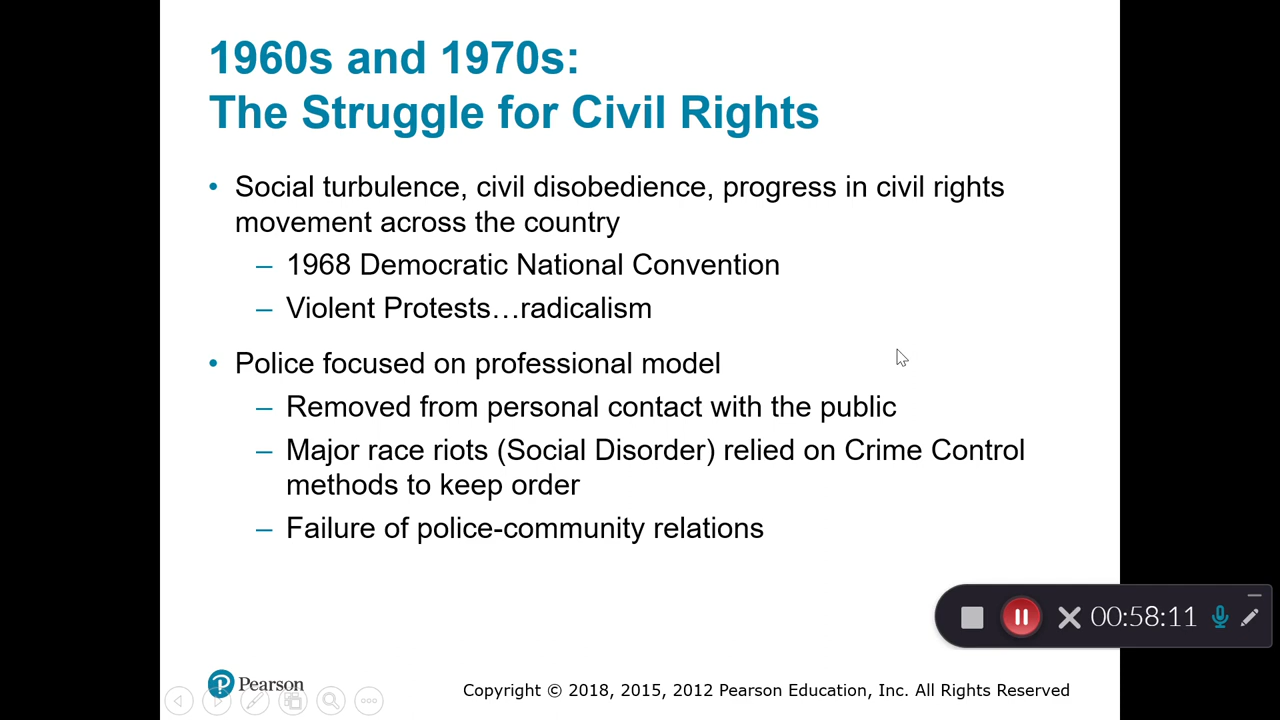 1960s and 1970s:
The Struggle for Civil Rights
• Social turbulence, civil disobedience, progress in civil rights
movement across the country
– 1968 Democratic National Convention
– Violent Protests…radicalism
• Police focused on professional model
– Removed from personal contact with the public
– Major race riots (Social Disorder) relied on Crime Control
methods to keep order
– Failure of police-community relations
00:58:11
Pearson
Copyright © 2018, 2015, 2012 Pearson Education, Inc. All Rights Reserved